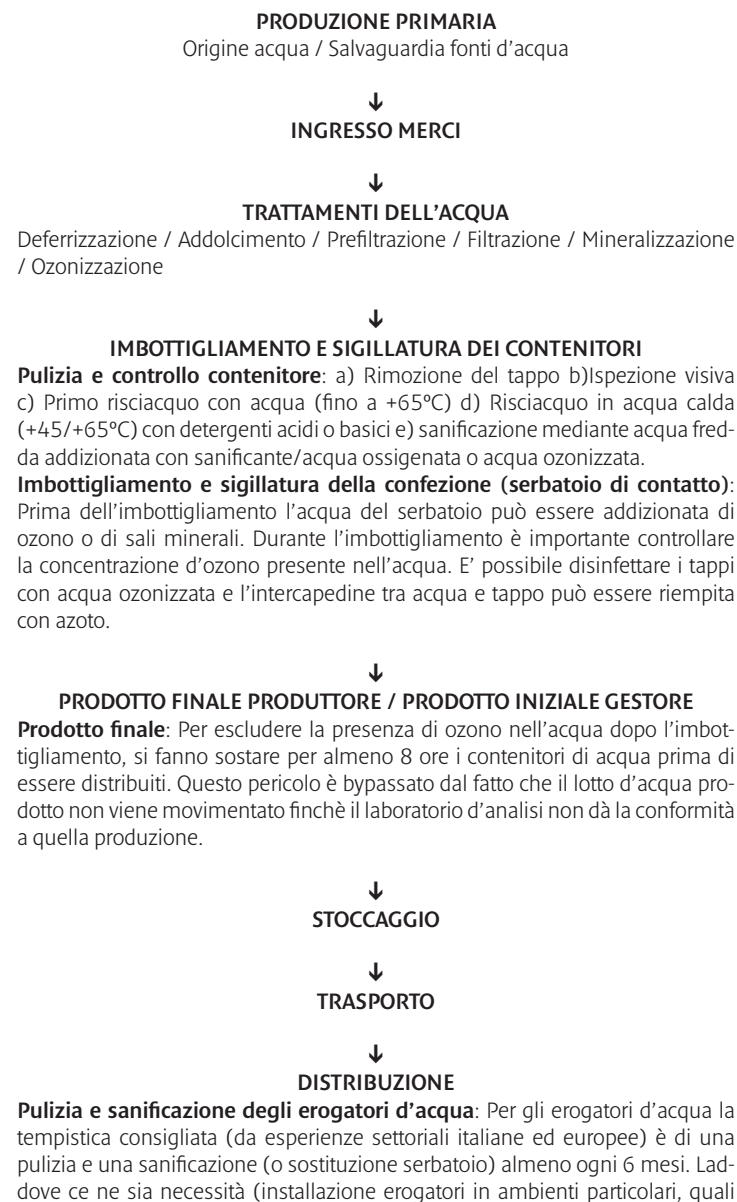 PRODUZIONE PRIMARIA
Origine acqua / Salvaguardia fonti d’acqua
↓
INGRESSO MERCI
↓
TRATTAMENTI DELL’ACQUA
Deferrizzazione / Addolcimento / Prefiltrazione / Filtrazione / Mineralizzazione
/ Ozonizzazione
↓
IMBOTTIGLIAMENTO E SIGILLATURA DEI CONTENITORI
Pulizia e controllo contenitore: a) Rimozione del tappo b)Ispezione visiva
c) Primo risciacquo con acqua (fino a +65°C) d) Risciacquo in acqua calda
(+45/+65°C) con detergenti acidi o basici e) sanificazione mediante acqua fred-
da addizionata con sanificante/acqua ossigenata o acqua ozonizzata.
Imbottigliamento e sigillatura della confezione (serbatoio di contatto):
Prima dell’imbottigliamento l’acqua del serbatoio può essere addizionata di
ozono o di sali minerali. Durante l’imbottigliamento è importante controllare
la concentrazione d’ozono presente nell’acqua. E’ possibile disinfettare i tappi
con acqua ozonizzata e l’intercapedine tra acqua e tappo può essere riempita
con azoto.
↓
PRODOTTO FINALE PRODUTTORE / PRODOTTO INIZIALE GESTORE
Prodotto finale: Per escludere la presenza di ozono nell’acqua dopo l’imbot-
tigliamento, si fanno sostare per almeno 8 ore i contenitori di acqua prima di
essere distribuiti. Questo pericolo è bypassato dal fatto che il lotto d’acqua pro-
dotto non viene movimentato finchè il laboratorio d’analisi non dà la conformità
a quella produzione.
↓
STOCCAGGIO
↓
TRASPORTO
↓
DISTRIBUZIONE
Pulizia e sanificazione degli erogatori d’acqua: Per gli erogatori d’acqua la
tempistica consigliata (da esperienze settoriali italiane ed europee) è di una
pulizia e una sanificazione (o sostituzione serbatoio) almeno ogni 6 mesi. Lad-
dove ce ne sia necessità (installazione erogatori in ambienti particolari, quali